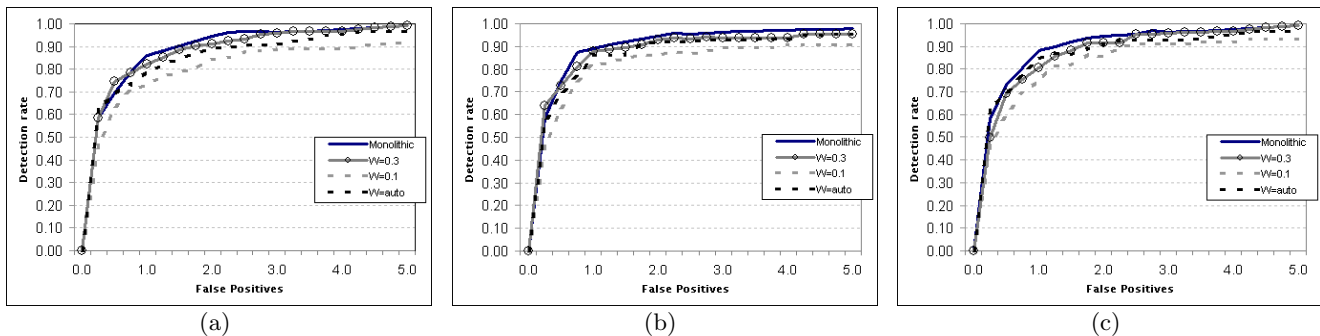 1.00
0.90
0.80
0.70
0.60
0.50
0.40
0.30
0.20
0.10
0.00
Detection rate
0.0 1.0 2.0 3.0 4.0 5.0
False Positives
Monolithic
W=0.3
W=0.1
W=auto
(a)
1.00
0.90
0.80
0.70
0.60
0.50
0.40
0.30
0.20
0.10
0.00
Detection rate
0.0 1.0 2.0 3.0 4.0 5.0
False Positives
Monolithic
W=0.3
W=0.1
W=auto
(b)
1.00
0.90
0.80
0.70
0.60
0.50
0.40
0.30
0.20
0.10
0.00
Detection rate
0.0 1.0 2.0 3.0 4.0 5.0
False Positives
Monolithic
W=0.3
W=0.1
W=auto
(c)